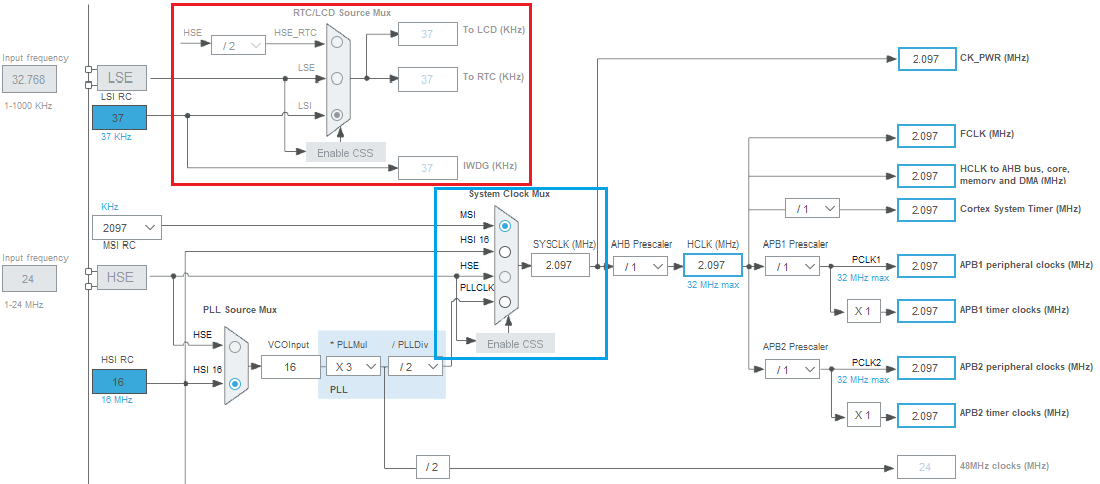 RTC/LCD Source Mux
HSE
/ 2
HSE_RTC
37
To LCD (KHz)
Input frequency
32.768
1-1000 KHz
LSE
LSE
37
To RTC (KHz)
LSI RC
37
37 KHz
LSI
Enable CSS
37
IWDG (KHz)
2.097
CK_PWR (MHz)
System Clock Mux
KHz
2097
MSI RC
MSI
HSI 16
HSE
PLLCLK
Enable CSS
SYSCLK (MHz)
2.097
AHB Prescaler
/ 1
HCLK (MHz)
2.097
32 MHz max
2.097
FCLK (MHz)
2.097
HCLK to AHB bus, core,
memory and DMA (MHz)
/ 1
2.097
Cortex System Timer (MHz)
APB1 Prescaler
/ 1
PCLK1
32 MHz max
2.097
APB1 peripheral clocks (MHz)
X 1
2.097
APB1 timer clocks (MHz)
APB2 Prescaler
/ 1
PCLK2
32 MHz max
2.097
APB2 peripheral clocks (MHz)
X 1
2.097
APB2 timer clocks (MHz)
Input frequency
24
1-24 MHz
HSE
PLL Source Mux
HSE
HSI 16
HSI RC
16
16 MHz
VCOInput
16
* PLLMul
X 3
/ PLLDiv
/ 2
PLL
/ 2
24
48MHz clocks (MHz)